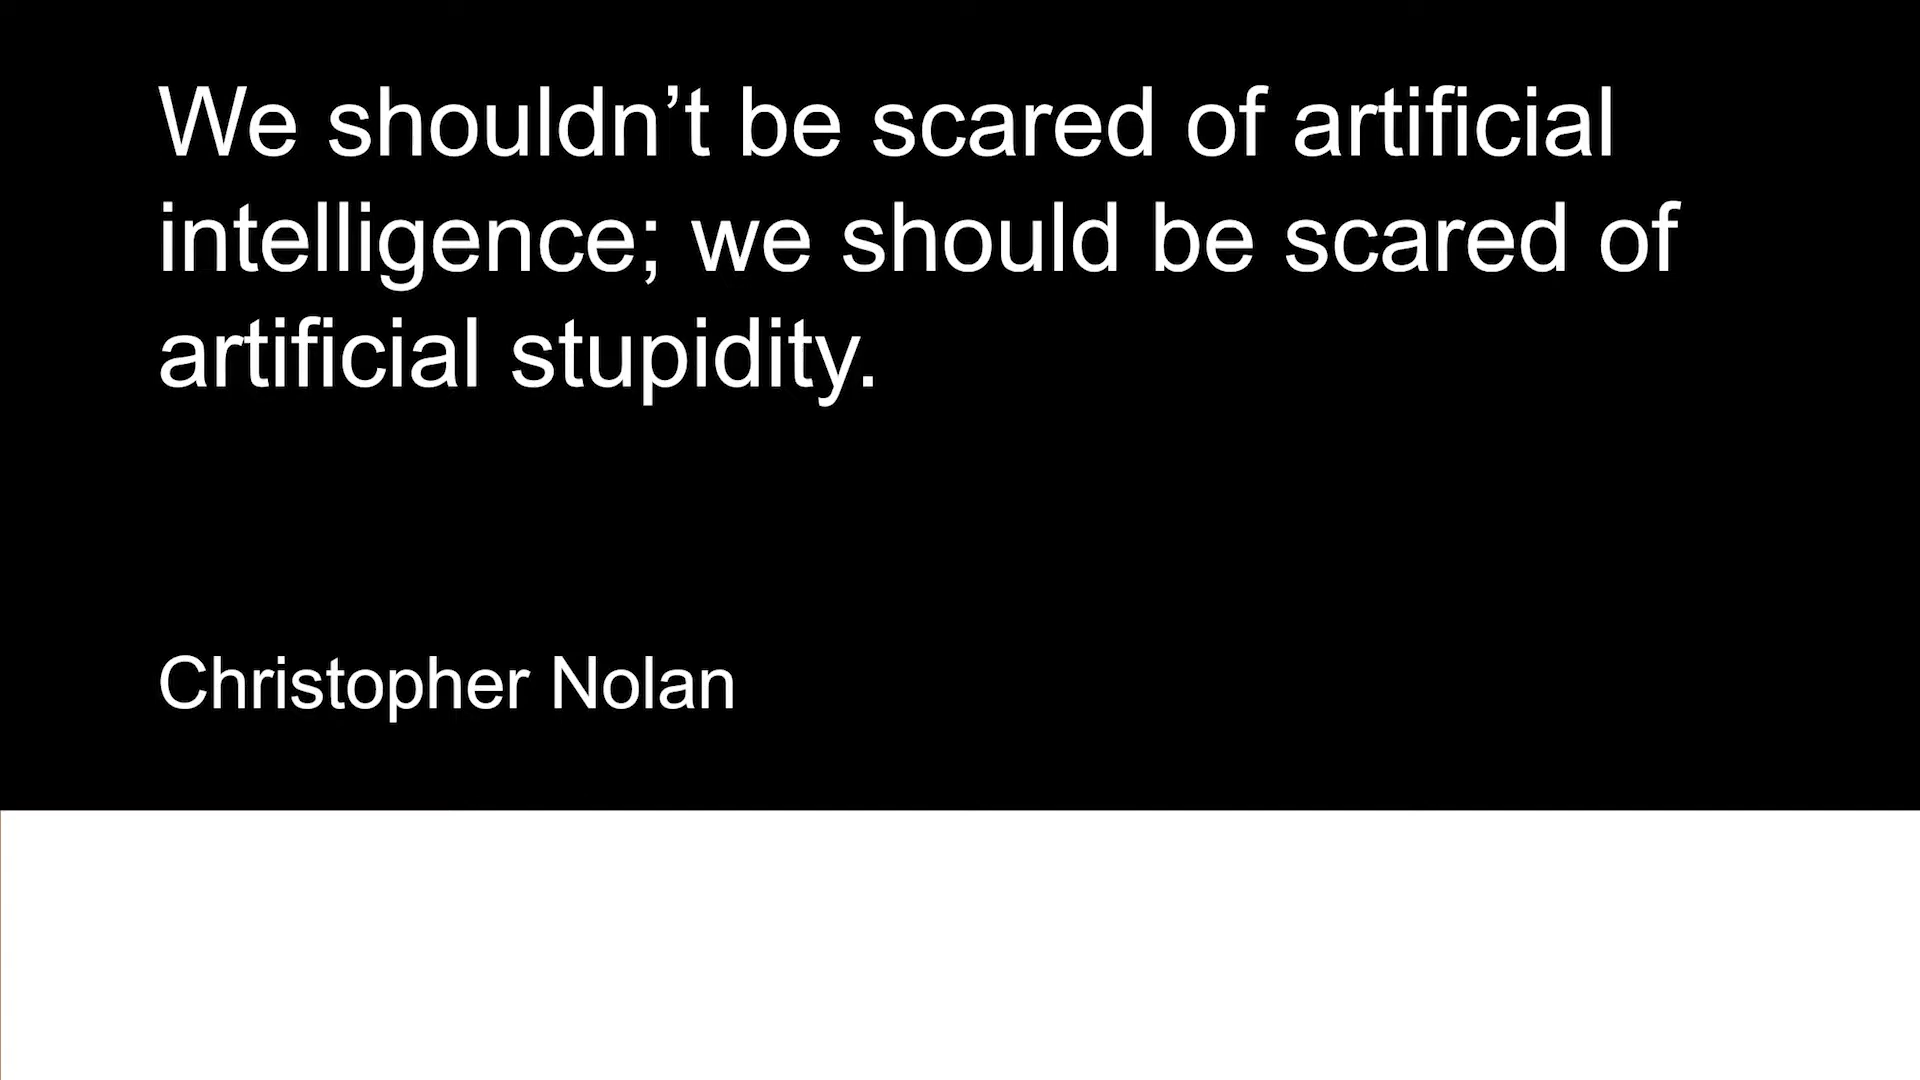 We shouldn’t be scared of artificial
intelligence; we should be scared of
artificial stupidity.
Christopher Nolan